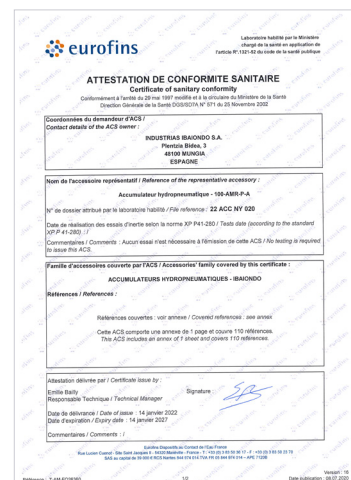 eurofins
Laboratoire habilité par le Ministère
chargé de la santé en application de
l'article R*.1321-52 du code de la santé publique
ATTESTATION DE CONFORMITE SANITAIRE
Certificate of sanitary conformity
Conformément à l'arrêté du 29 mai 1997 modifié et à la circulaire du Ministère de la Santé
Direction Générale de la Santé DGS/SD7A N° 571 du 25 Novembre 2002
Coordonnées du demandeur d'ACS /
Contact details of the ACS owner :
INDUSTRIAS IBAIONDO S.A.
Plentzia Bidea, 3
48100 MUNGIA
ESPAGNE
Nom de l'accessoire représentatif / Reference of the representative accessory :
Accumulateur hydropneumatique - 100-AMR-P-A
N° de dossier attribué par le laboratoire habilité / File reference : 22 ACC NY 020
Date de réalisation des essais d'inertie selon la norme XP P41-280 / Tests date (according to the standard
XP P 41-280) : /
Commentaires / Comments : Aucun essai n'est nécessaire à l'émission de cette ACS / No testing is required
to issue this ACS.
Famille d'accessoires couverte par l'ACS / Accessories' family covered by this certificate :
ACCUMULATEURS HYDROPNEUMATIQUES - IBAIONDO
Références / References :
Références couvertes : voir annexe / Covered references : see annex
Cette ACS comporte une annexe de 1 page et couvre 110 références.
This ACS includes an annex of 1 sheet and covers 110 references.
Attestation délivrée par / Certificate issue by :
Emilie Bailly
Responsable Technique / Technical Manager
Signature :
Date de délivrance / Date of issue : 14 janvier 2022
Date d'expiration / Expiry date : 14 janvier 2027
Commentaires / Comments : /
Eurofins Dispositifs au Contact de l'Eau France
1/2
Version : 10
Date publication : 09.07.2020